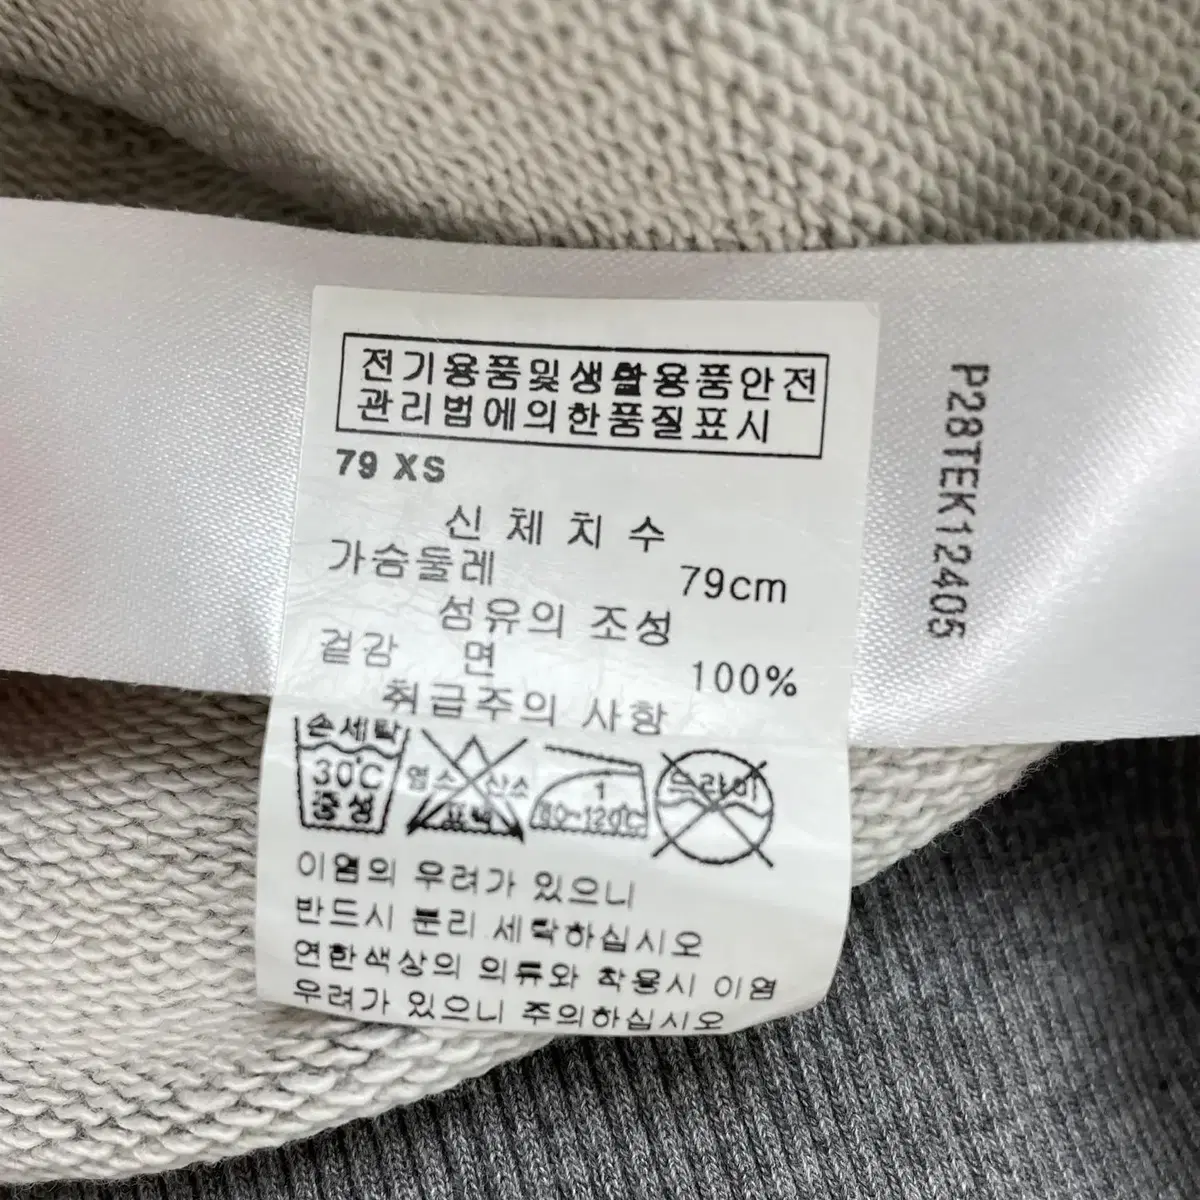 전기용품및생활용품안전
관리법에의한품질표시
79 XS
신체치수
가슴둘레 79cm
섬유의 조성
겉감 면 100%
취급주의 사항
손세탁
30℃
중성
염소 산소
표백
1
80~120℃
드라이
이염의 우려가 있으니
반드시 분리 세탁하십시오
연한색상의 의류와 착용시 이염
우려가 있으니 주의하십시오
P28TEK12405